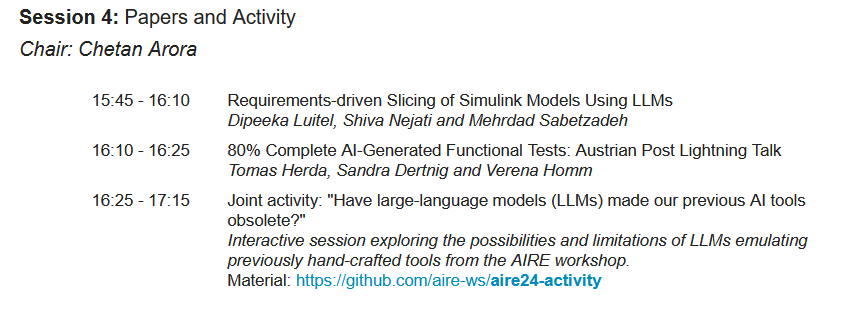 Session 4: Papers and Activity
Chair: Chetan Arora
15:45 - 16:10 Requirements-driven Slicing of Simulink Models Using LLMs
Dipeeka Luitel, Shiva Nejati and Mehrdad Sabetzadeh
16:10 - 16:25 80% Complete AI-Generated Functional Tests: Austrian Post Lightning Talk
Tomas Herda, Sandra Dertnig and Verena Homm
16:25 - 17:15 Joint activity: "Have large-language models (LLMs) made our previous AI tools
obsolete?"
Interactive session exploring the possibilities and limitations of LLMs emulating
previously hand-crafted tools from the AIRE workshop.
Material: https://github.com/aire-ws/aire24-activity